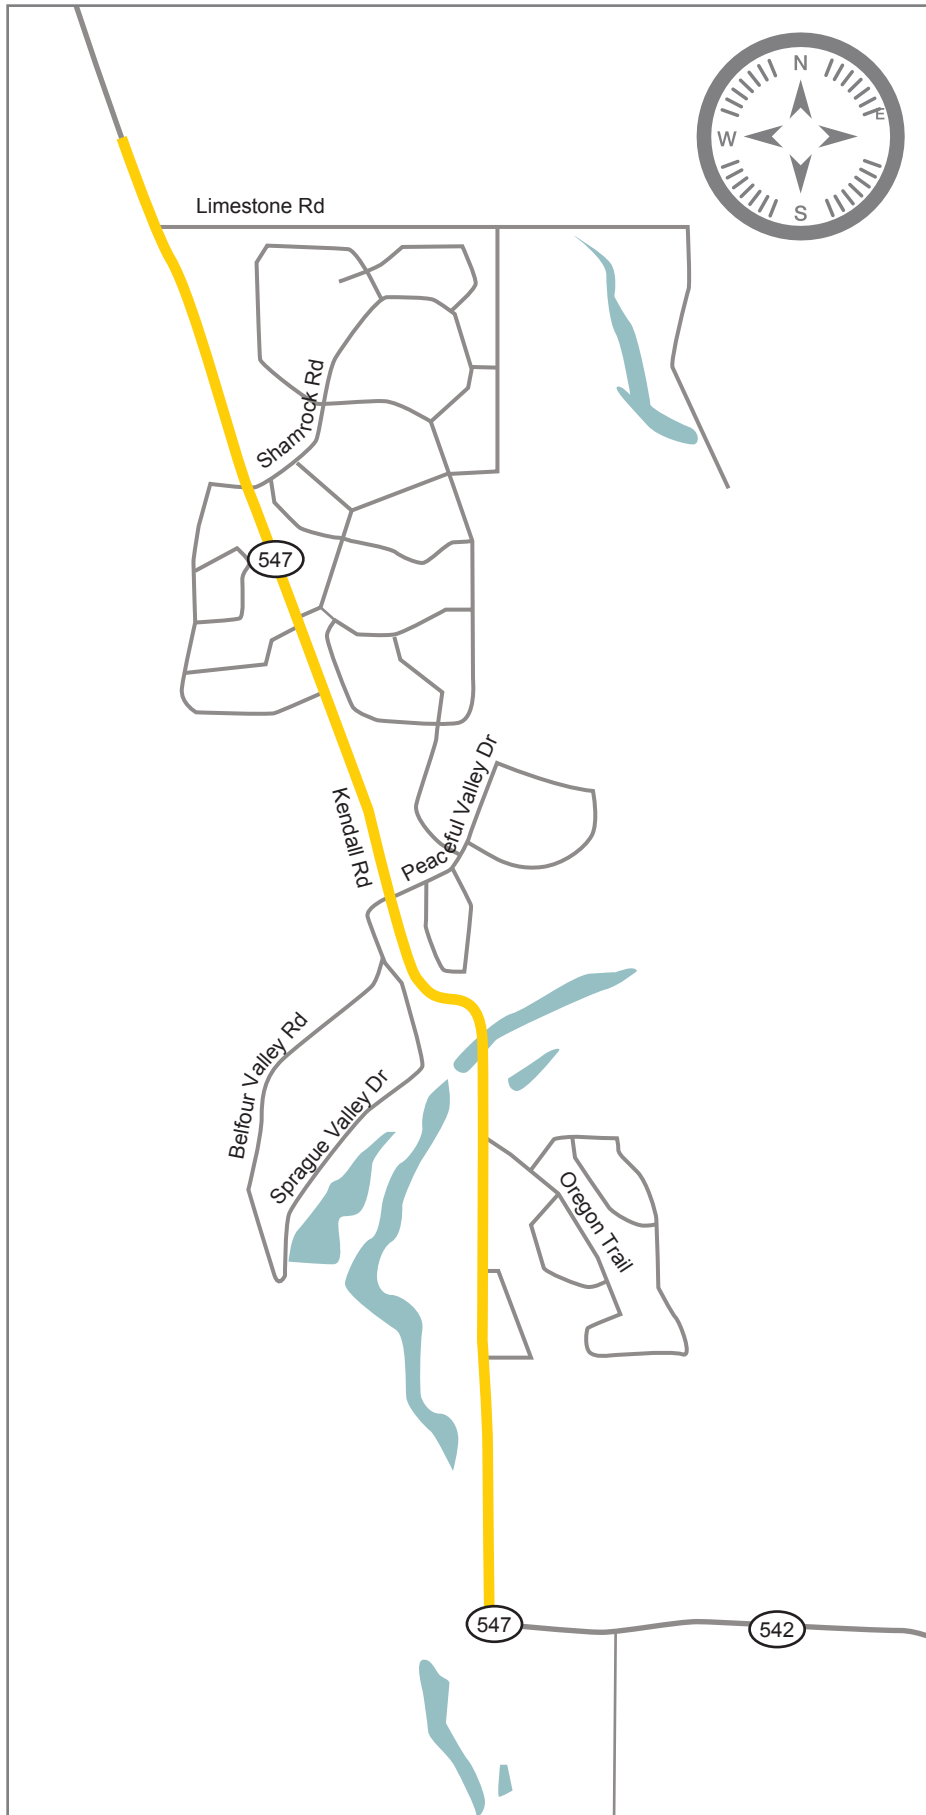 N
E
W
S
Limestone Rd
Shamrock Rd
547
Kendall Rd
Peaceful Valley Dr
Belfour Valley Rd
Sprague Valley Dr
Oregon Trail
547
542